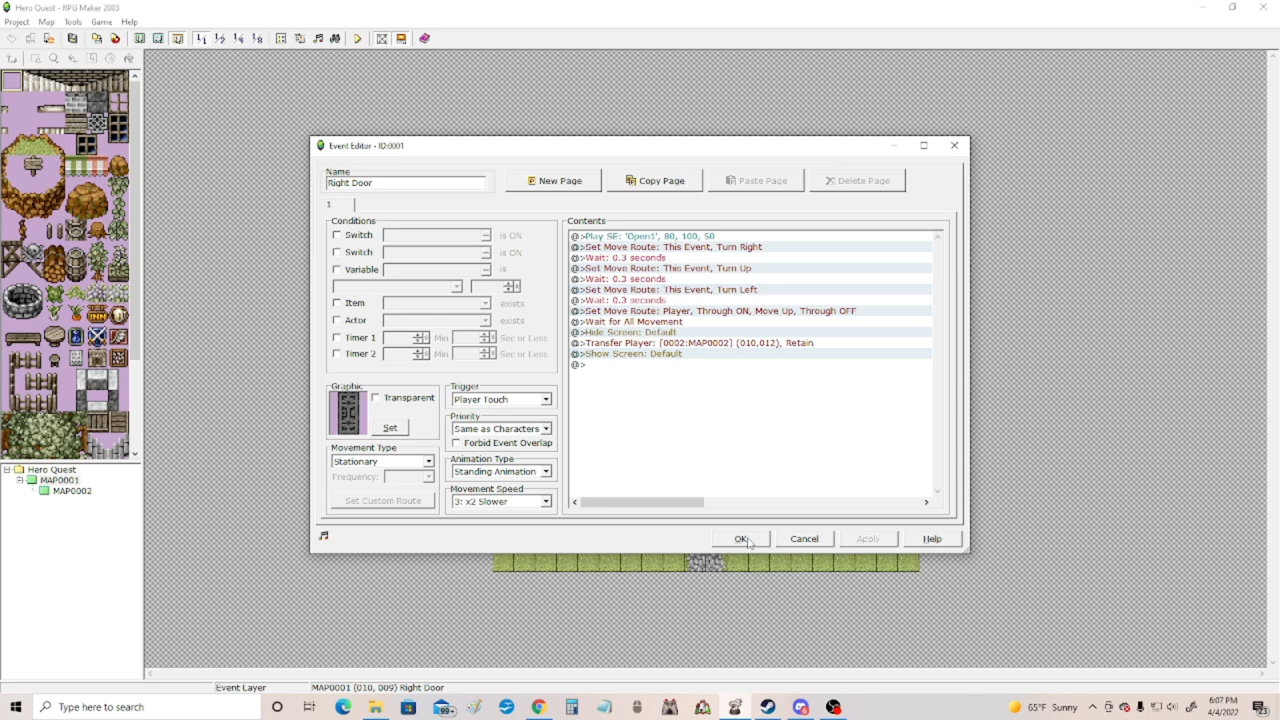 Hero Quest - RPG Maker 2003
Project Map Tools Game Help
Event Editor - ID:0001
Name
Right Door
New Page
Copy Page
Paste Page
Delete Page
1
Conditions
Switch is ON
Switch is ON
Variable is
Item exists
Actor exists
Timer 1 Min Sec or Less
Timer 2 Min Sec or Less
Graphic
Transparent
Set
Movement Type
Stationary
Frequency:
Set Custom Route
Trigger
Player Touch
Priority
Same as Characters
Forbid Event Overlap
Animation Type
Standing Animation
Movement Speed
3: x2 Slower
Contents
@>Play SE: 'Open1', 80, 100, 50
@>Set Move Route: This Event, Turn Right
@>Wait: 0.3 seconds
@>Set Move Route: This Event, Turn Up
@>Wait: 0.3 seconds
@>Set Move Route: This Event, Turn Left
@>Wait: 0.3 seconds
@>Set Move Route: Player, Through ON, Move Up, Through OFF
@>Wait for All Movement
@>Hide Screen: Default
@>Transfer Player: [0002:MAP0002] (010,012), Retain
@>Show Screen: Default
@>
OK
Cancel
Apply
Help
INN
Hero Quest
MAP0001
MAP0002
Event Layer
MAP0001 (010, 009) Right Door
Type here to search
99+
65°F Sunny
6:07 PM
4/4/2022